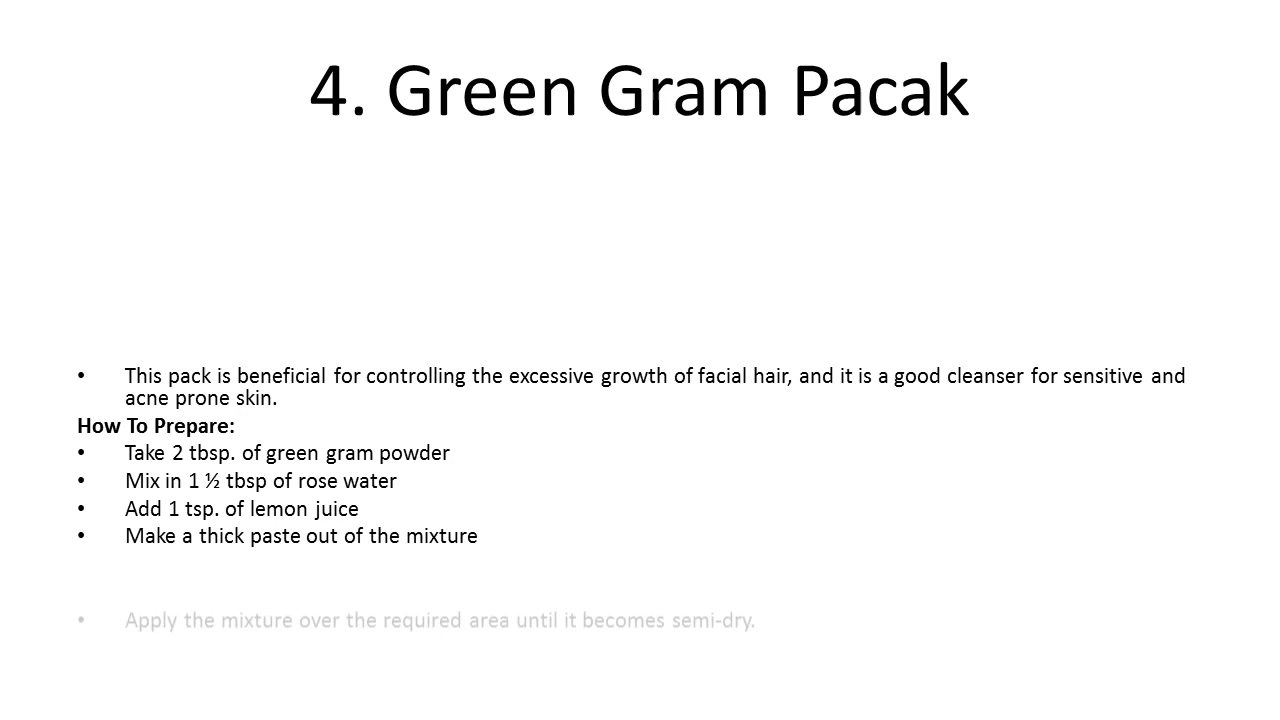 4. Green Gram Pacak
• This pack is beneficial for controlling the excessive growth of facial hair, and it is a good cleanser for sensitive and
acne prone skin.
How To Prepare:
• Take 2 tbsp. of green gram powder
• Mix in 1 ½ tbsp of rose water
• Add 1 tsp. of lemon juice
• Make a thick paste out of the mixture
• Apply the mixture over the required area until it becomes semi-dry.